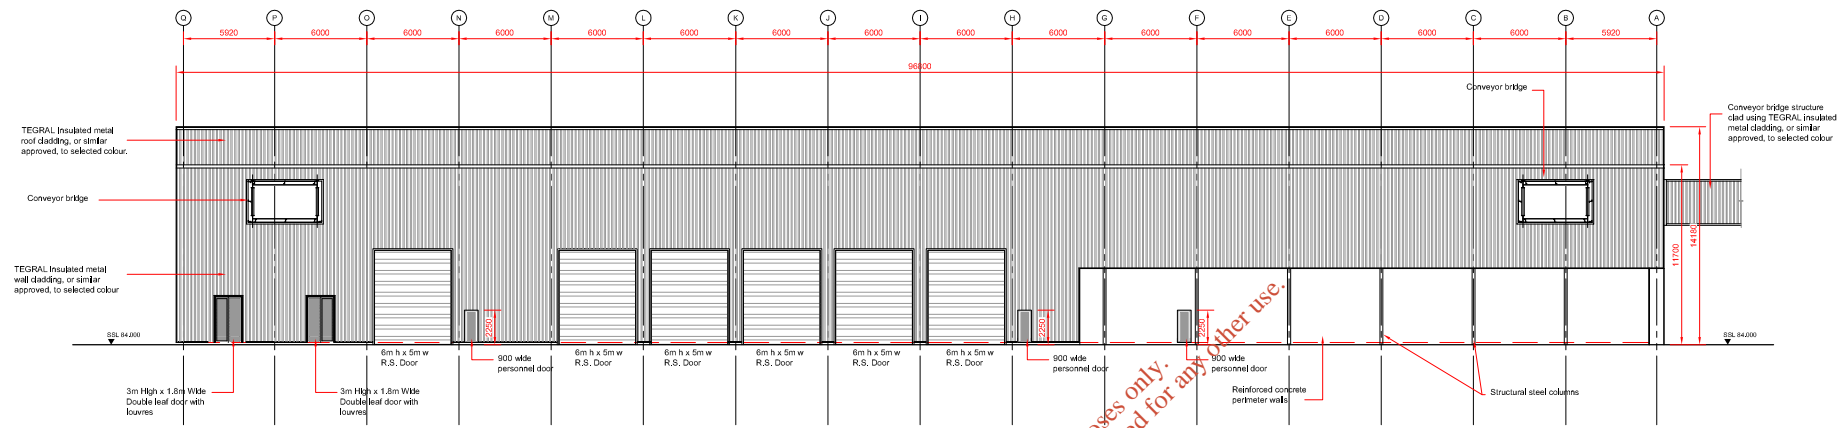 Q P O N M L K J I H G F E D C B A
5920 6000 6000 6000 6000 6000 6000 6000 6000 6000 6000 6000 6000 6000 6000 5920
96800
Conveyor bridge
Conveyor bridge structure
clad using TEGRAL insulated
metal cladding, or similar
approved, to selected colour
TEGRAL Insulated metal
roof cladding, or similar
approved, to selected colour.
Conveyor bridge
TEGRAL Insulated metal
wall cladding, or similar
approved, to selected colour
11700
14180
2250
2250
2250
SSL 84.000
SSL 84.000
6m h x 5m w
R.S. Door
900 wide
personnel door
6m h x 5m w
R.S. Door
6m h x 5m w
R.S. Door
6m h x 5m w
R.S. Door
6m h x 5m w
R.S. Door
6m h x 5m w
R.S. Door
900 wide
personnel door
900 wide
personnel door
3m High x 1.8m Wide
Double leaf door with
louvres
3m High x 1.8m Wide
Double leaf door with
louvres
Reinforced concrete
perimeter walls
Structural steel columns
oses only.
ed for any other use.